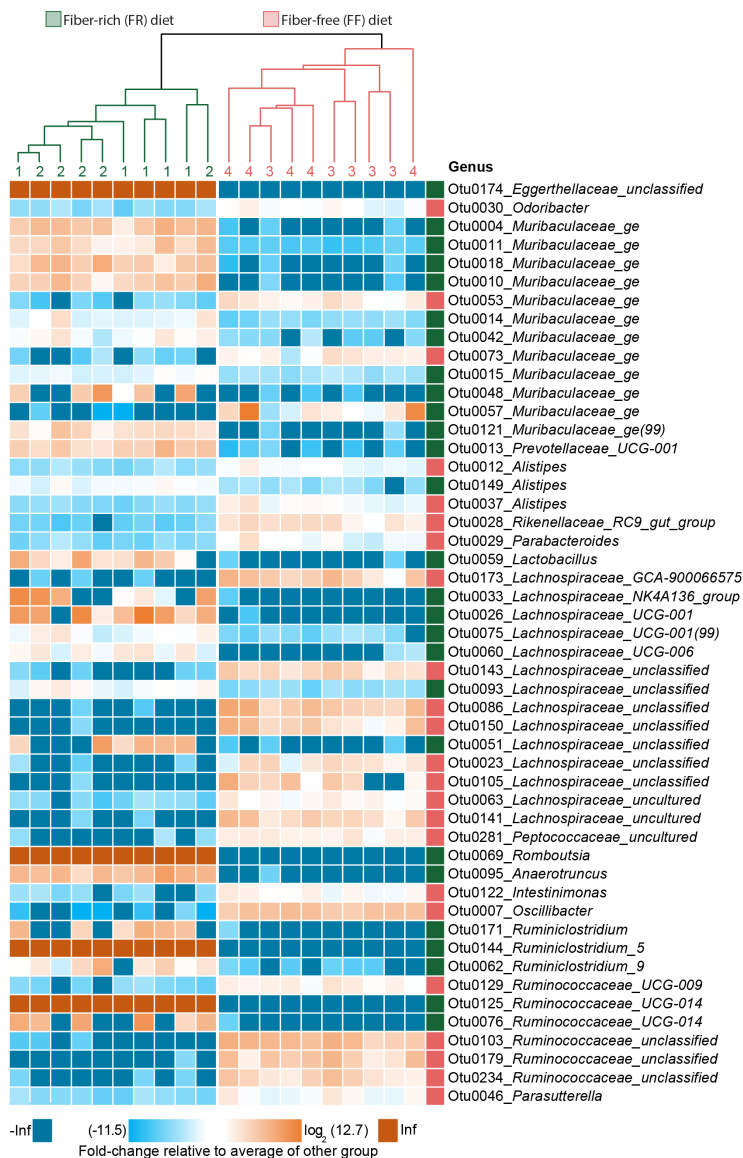 Fiber-rich (FR) diet Fiber-free (FF) diet
1 2 2 2 2 1 1 1 1 2 4 4 3 4 4 3 3 3 3 4
Genus
Otu0174_Eggerthellaceae_unclassified
Otu0030_Odoribacter
Otu0004_Muribaculaceae_ge
Otu0011_Muribaculaceae_ge
Otu0018_Muribaculaceae_ge
Otu0010_Muribaculaceae_ge
Otu0053_Muribaculaceae_ge
Otu0014_Muribaculaceae_ge
Otu0042_Muribaculaceae_ge
Otu0073_Muribaculaceae_ge
Otu0015_Muribaculaceae_ge
Otu0048_Muribaculaceae_ge
Otu0057_Muribaculaceae_ge
Otu0121_Muribaculaceae_ge(99)
Otu0013_Prevotellaceae_UCG-001
Otu0012_Alistipes
Otu0149_Alistipes
Otu0037_Alistipes
Otu0028_Rikenellaceae_RC9_gut_group
Otu0029_Parabacteroides
Otu0059_Lactobacillus
Otu0173_Lachnospiraceae_GCA-900066575
Otu0033_Lachnospiraceae_NK4A136_group
Otu0026_Lachnospiraceae_UCG-001
Otu0075_Lachnospiraceae_UCG-001(99)
Otu0060_Lachnospiraceae_UCG-006
Otu0143_Lachnospiraceae_unclassified
Otu0093_Lachnospiraceae_unclassified
Otu0086_Lachnospiraceae_unclassified
Otu0150_Lachnospiraceae_unclassified
Otu0051_Lachnospiraceae_unclassified
Otu0023_Lachnospiraceae_unclassified
Otu0105_Lachnospiraceae_unclassified
Otu0063_Lachnospiraceae_uncultured
Otu0141_Lachnospiraceae_uncultured
Otu0281_Peptococcaceae_uncultured
Otu0069_Romboutsia
Otu0095_Anaerotruncus
Otu0122_Intestinimonas
Otu0007_Oscillibacter
Otu0171_Ruminiclostridium
Otu0144_Ruminiclostridium_5
Otu0062_Ruminiclostridium_9
Otu0129_Ruminococcaceae_UCG-009
Otu0125_Ruminococcaceae_UCG-014
Otu0076_Ruminococcaceae_UCG-014
Otu0103_Ruminococcaceae_unclassified
Otu0179_Ruminococcaceae_unclassified
Otu0234_Ruminococcaceae_unclassified
Otu0046_Parasutterella
-Inf (-11.5) log2 (12.7) Inf
Fold-change relative to average of other group